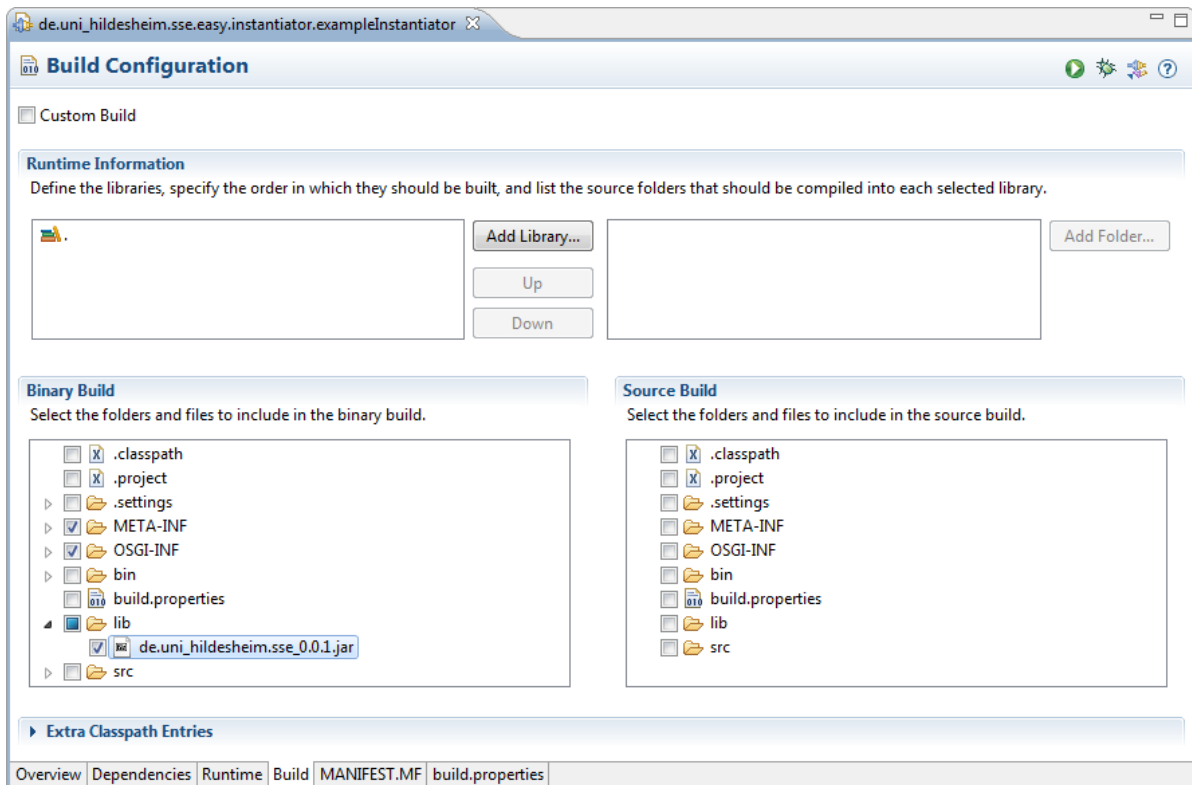 de.uni_hildesheim.sse.easy.instantiator.exampleInstantiator
Build Configuration
Custom Build
Runtime Information
Define the libraries, specify the order in which they should be built, and list the source folders that should be compiled into each selected library.
.
Add Library...
Add Folder...
Up
Down
Binary Build
Select the folders and files to include in the binary build.
.classpath
.project
.settings
META-INF
OSGI-INF
bin
build.properties
lib
de.uni_hildesheim.sse_0.0.1.jar
src
Source Build
Select the folders and files to include in the source build.
.classpath
.project
.settings
META-INF
OSGI-INF
bin
build.properties
lib
src
Extra Classpath Entries
Overview Dependencies Runtime Build MANIFEST.MF build.properties